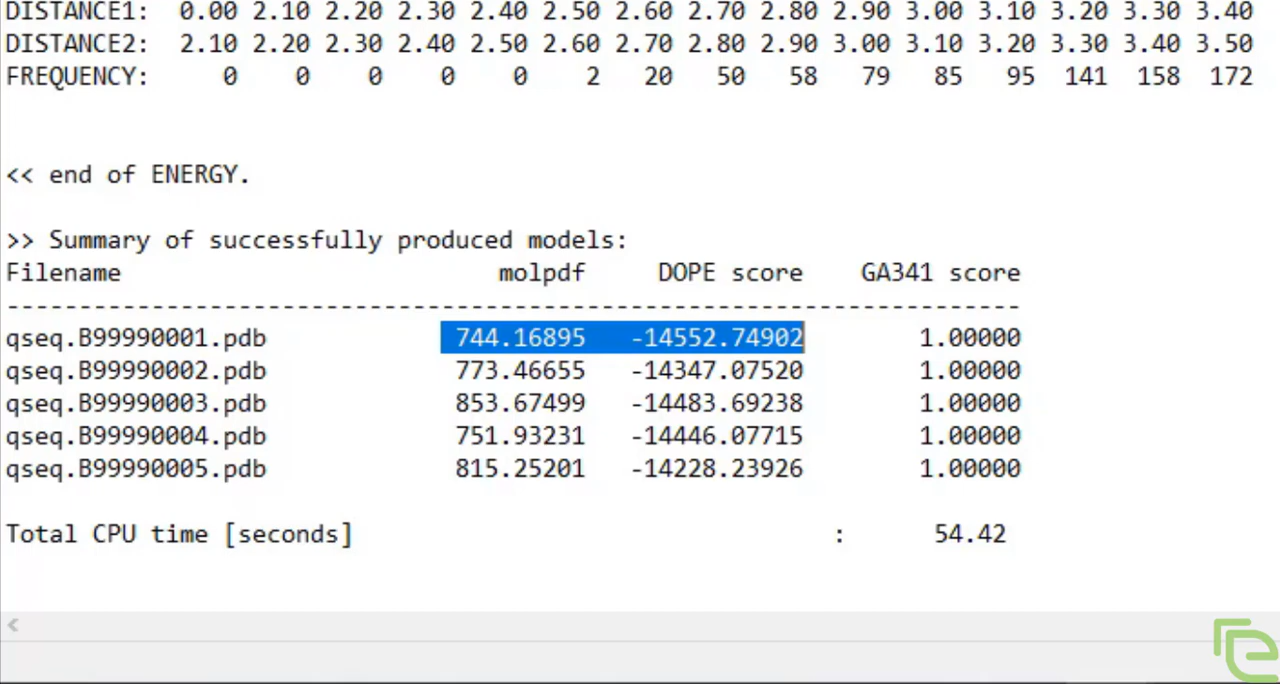 DISTANCE1: 0.00 2.10 2.20 2.30 2.40 2.50 2.60 2.70 2.80 2.90 3.00 3.10 3.20 3.30 3.40
DISTANCE2: 2.10 2.20 2.30 2.40 2.50 2.60 2.70 2.80 2.90 3.00 3.10 3.20 3.30 3.40 3.50
FREQUENCY: 0 0 0 0 0 2 20 50 58 79 85 95 141 158 172
<< end of ENERGY.
>> Summary of successfully produced models:
Filename molpdf DOPE score GA341 score
----------------------------------------------------------------------
qseq.B99990001.pdb 744.16895 -14552.74902 1.00000
qseq.B99990002.pdb 773.46655 -14347.07520 1.00000
qseq.B99990003.pdb 853.67499 -14483.69238 1.00000
qseq.B99990004.pdb 751.93231 -14446.07715 1.00000
qseq.B99990005.pdb 815.25201 -14228.23926 1.00000
Total CPU time [seconds] : 54.42